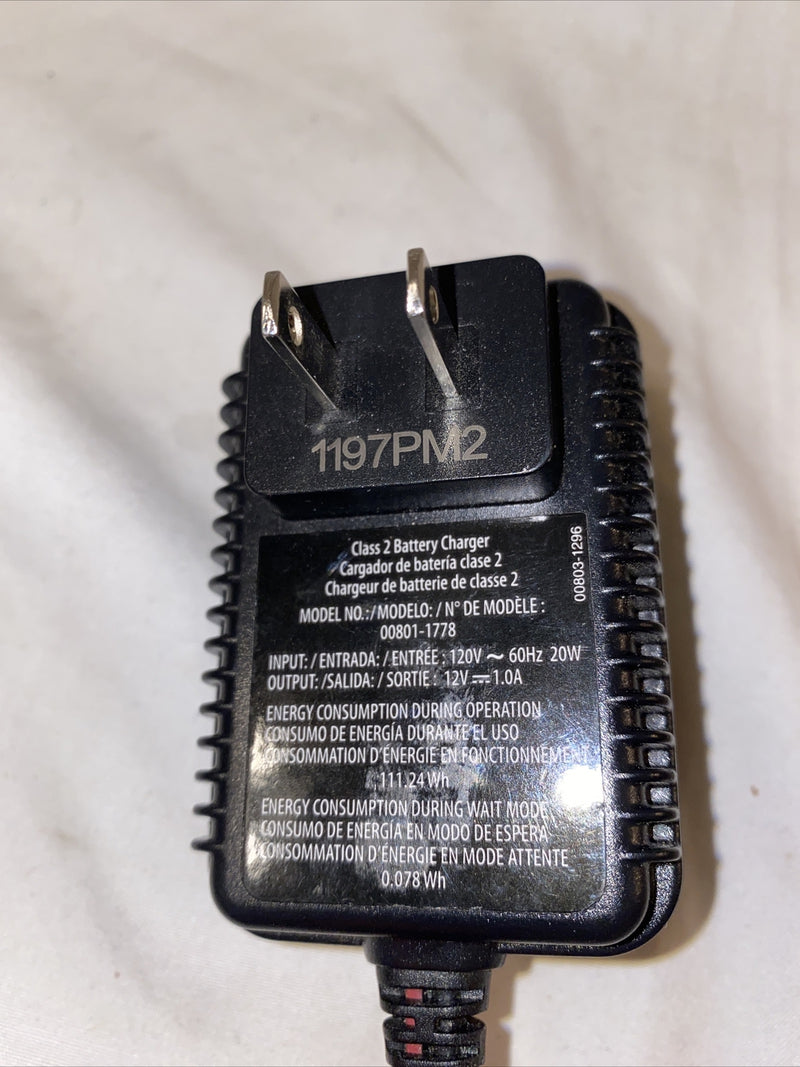 1197PM2
Class 2 Battery Charger
Cargador de batería clase 2
Chargeur de batterie de classe 2
MODEL NO.:/MODELO: / N° DE MODÈLE :
00801-1778
INPUT: / ENTRADA: / ENTRÉE : 120V ~ 60Hz 20W
OUTPUT: /SALIDA: / SORTIE : 12V ⎓ 1.0A
ENERGY CONSUMPTION DURING OPERATION
CONSUMO DE ENERGÍA DURANTE EL USO
CONSOMMATION D'ÉNERGIE EN FONCTIONNEMENT
111.24 Wh
ENERGY CONSUMPTION DURING WAIT MODE
CONSUMO DE ENERGÍA EN MODO DE ESPERA
CONSOMMATION D'ÉNERGIE EN MODE ATTENTE
0.078 Wh
00803-1296